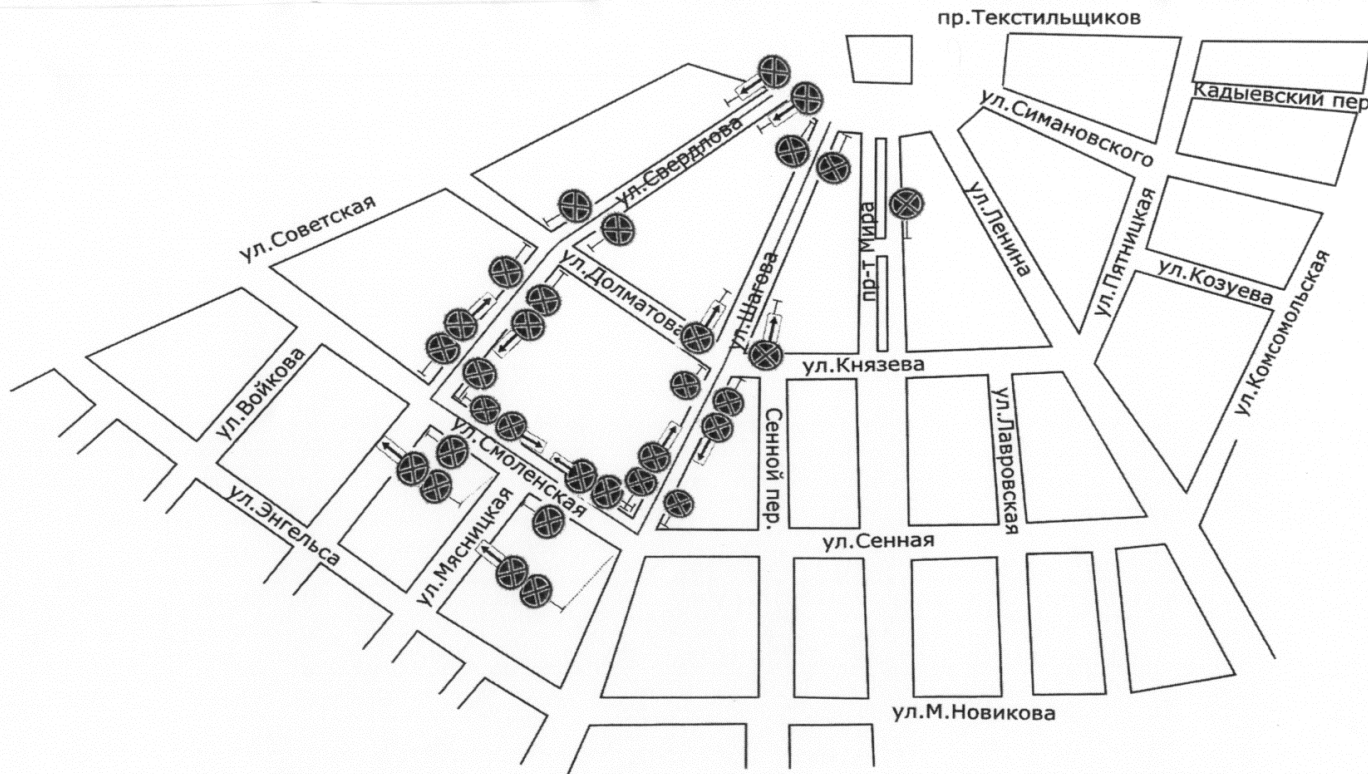 пр.Текстильщиков
Кадыевский пер
ул.Симановского
ул.Свердлова
ул.Советская
ул.Ленина
пр-т мира
ул.Пятницкая
ул.Козуева
ул.Комсомольская
ул.Долматова
ул.Шагова
ул.Князева
ул.Войкова
ул.Смоленская
Сенной пер.
ул.Лавровская
ул.Энгельса
ул.Мясницкая
ул.Сенная
ул.М.Новикова